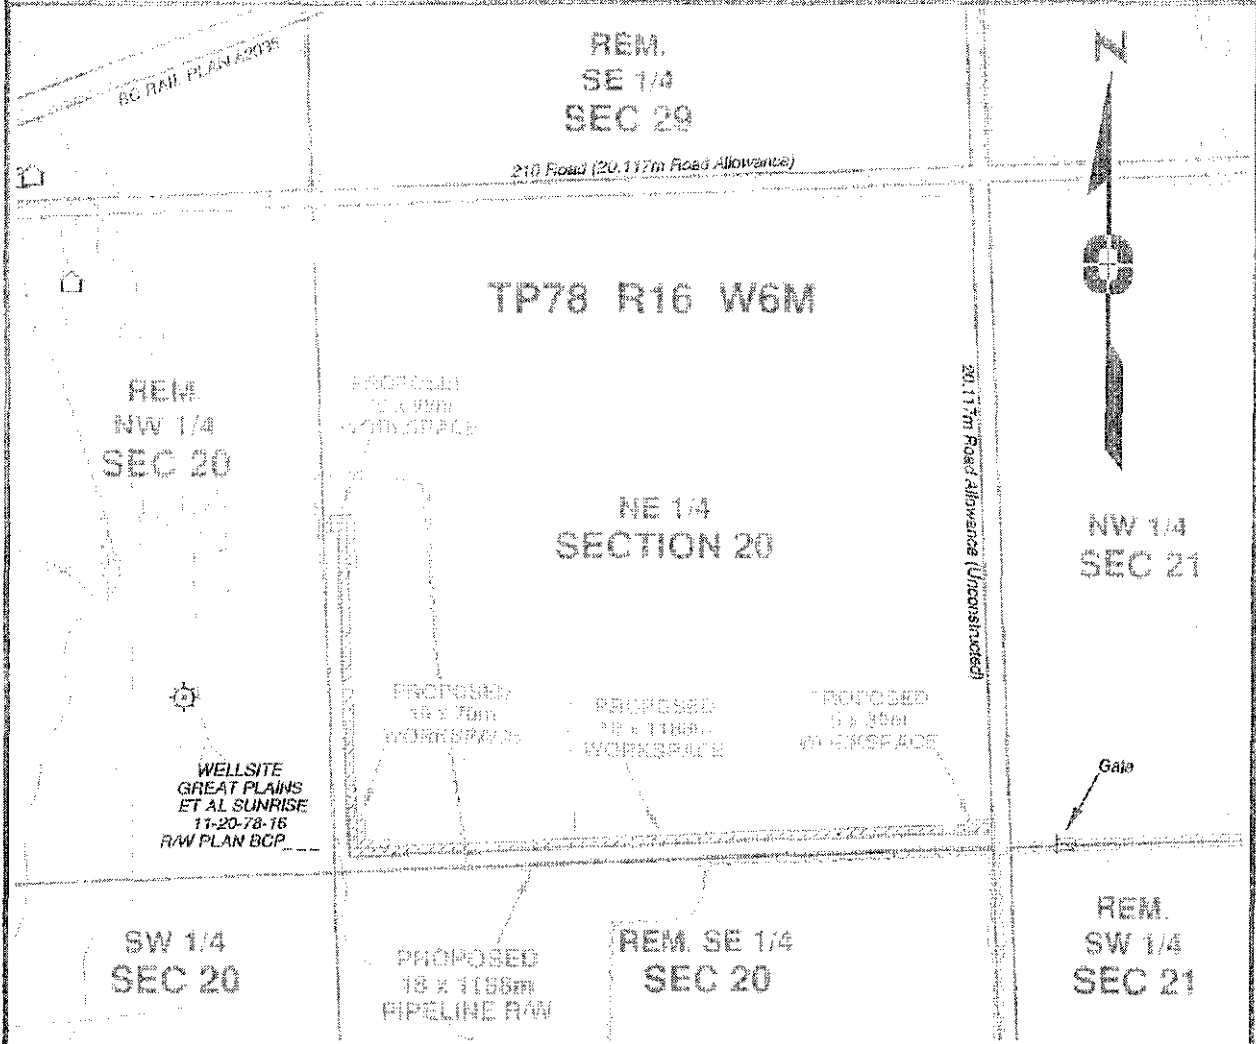 REM.
SE 1/4
SEC 29
N
BC RAIL PLAN
210 Road (20.117m Road Allowance)
TP78 R16 W6M
REM.
NW 1/4
SEC 20
PROPOSED
WORKSPACE
20.117m Road Allowance (Unconstructed)
NE 1/4
SECTION 20
NW 1/4
SEC 21
PROPOSED
WORKSPACE
PROPOSED
WORKSPACE
PROPOSED
WORKSPACE
WELLSITE
GREAT PLAINS
ET AL SUNRISE
11-20-78-16
R/W PLAN BCP____
Gate
SW 1/4
SEC 20
PROPOSED
PIPELINE R/W
REM. SE 1/4
SEC 20
REM.
SW 1/4
SEC 21